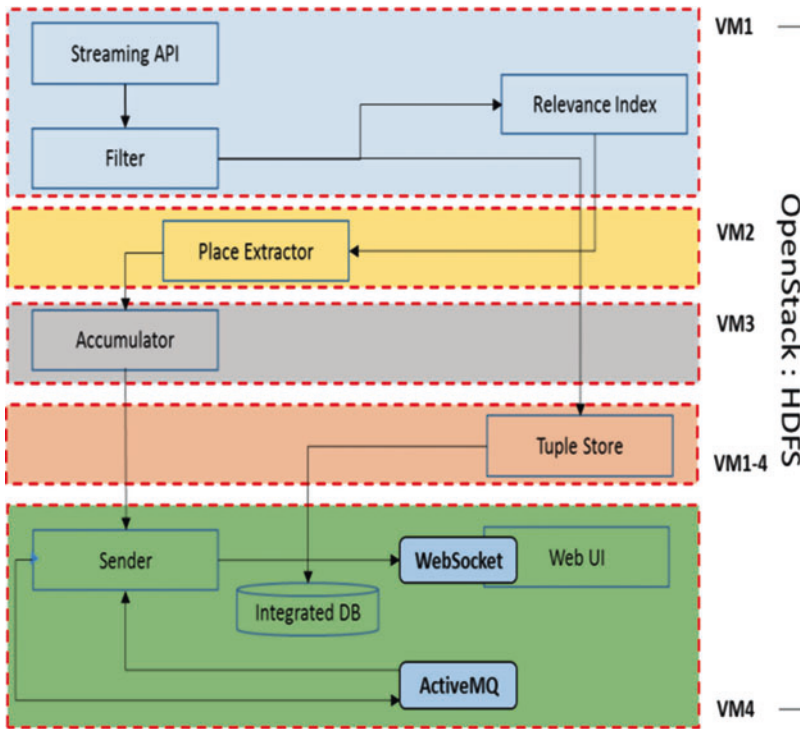 VM1
Streaming API
Relevance Index
Filter
VM2
Place Extractor
VM3
Accumulator
OpenStack : HDFS
Tuple Store
VM1-4
Sender
WebSocket
Web UI
Integrated DB
ActiveMQ
VM4